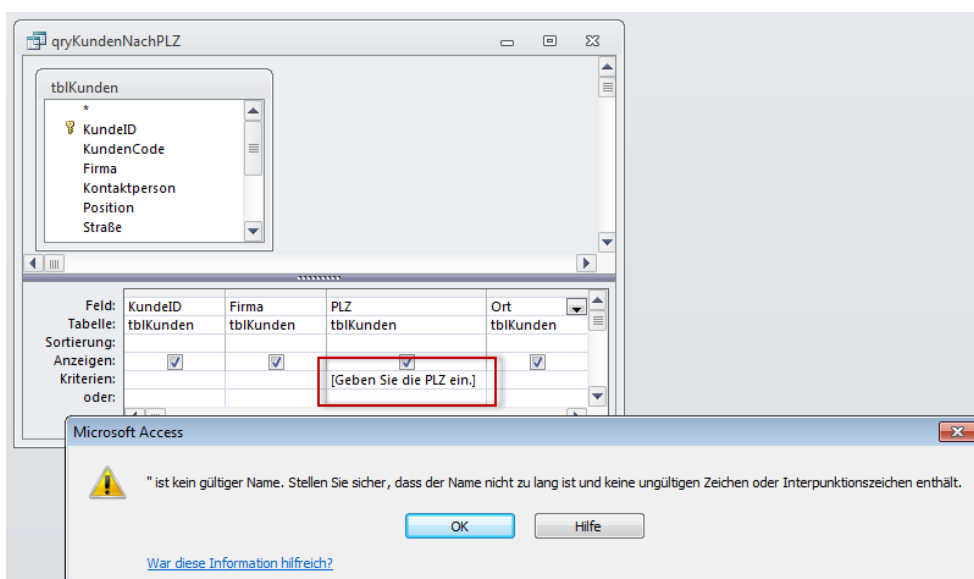 qryKundenNachPLZ
tblKunden
*
KundeID
KundenCode
Firma
Kontaktperson
Position
Straße
Feld: KundeID Firma PLZ Ort
Tabelle: tblKunden tblKunden tblKunden tblKunden
Sortierung:
Anzeigen:
Kriterien: [Geben Sie die PLZ ein.]
oder:
Microsoft Access
'' ist kein gültiger Name. Stellen Sie sicher, dass der Name nicht zu lang ist und keine ungültigen Zeichen oder Interpunktionszeichen enthält.
OK Hilfe
War diese Information hilfreich?